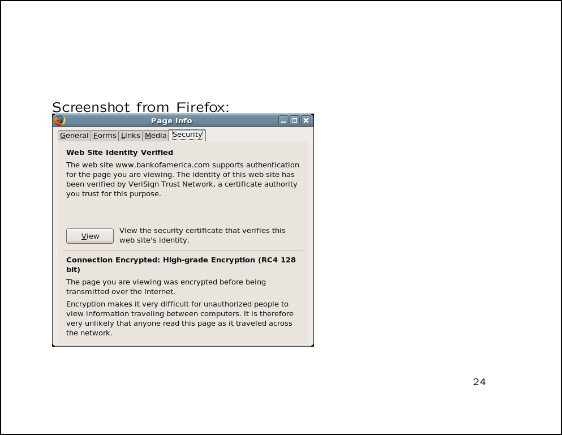 Screenshot from Firefox:
Page Info
General Forms Links Media Security
Web Site Identity Verified
The web site www.bankofamerica.com supports authentication
for the page you are viewing. The identity of this web site has
been verified by VeriSign Trust Network, a certificate authority
you trust for this purpose.
View
View the security certificate that verifies this
web site's identity.
Connection Encrypted: High-grade Encryption (RC4 128
bit)
The page you are viewing was encrypted before being
transmitted over the Internet.
Encryption makes it very difficult for unauthorized people to
view information traveling between computers. It is therefore
very unlikely that anyone read this page as it traveled across
the network.
24